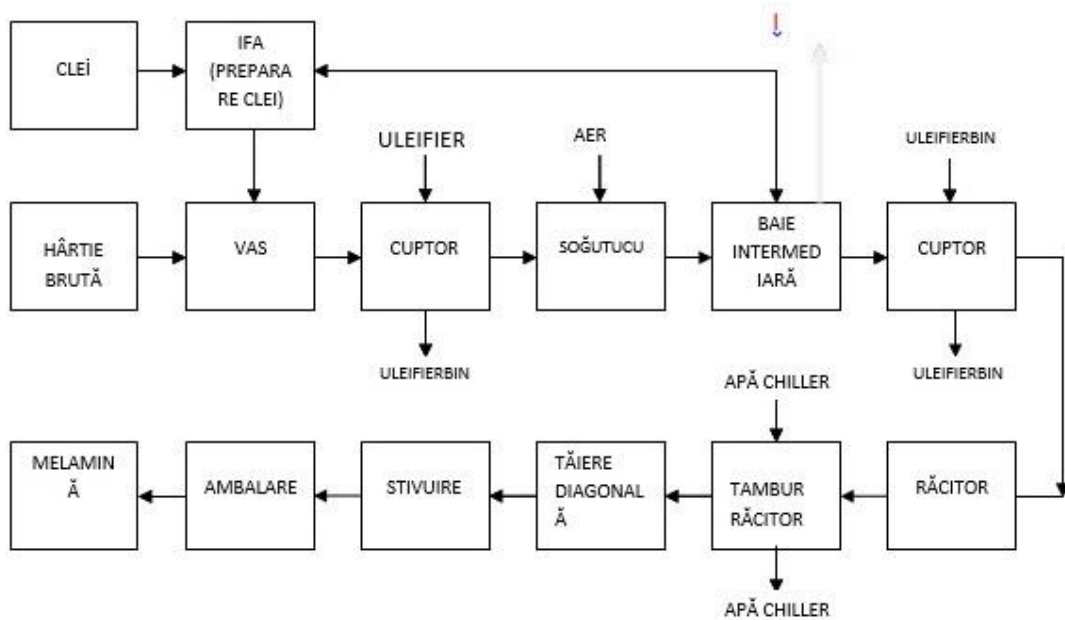 CLEİ
IFA
(PREPARA
RE CLEI)
ULEIFIER
AER
ULEIFIERBIN
HÂRTIE
BRUTĂ
VAS
CUPTOR
SOĞUTUCU
BAIE
INTERMED
IARĂ
CUPTOR
ULEIFIERBIN
ULEIFIERBIN
APĂ CHILLER
MELAMIN
Ă
AMBALARE
STIVUIRE
TĂIERE
DIAGONAL
Ă
TAMBUR
RĂCITOR
RĂCITOR
APĂ CHILLER